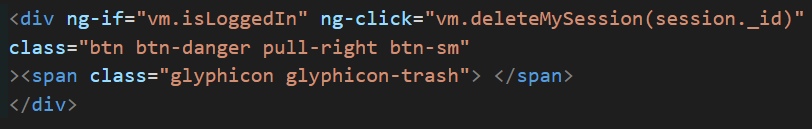 <div ng-if="vm.isLoggedIn" ng-click="vm.deleteMySession(session._id)"
class="btn btn-danger pull-right btn-sm"
><span class="glyphicon glyphicon-trash"> </span>
</div>